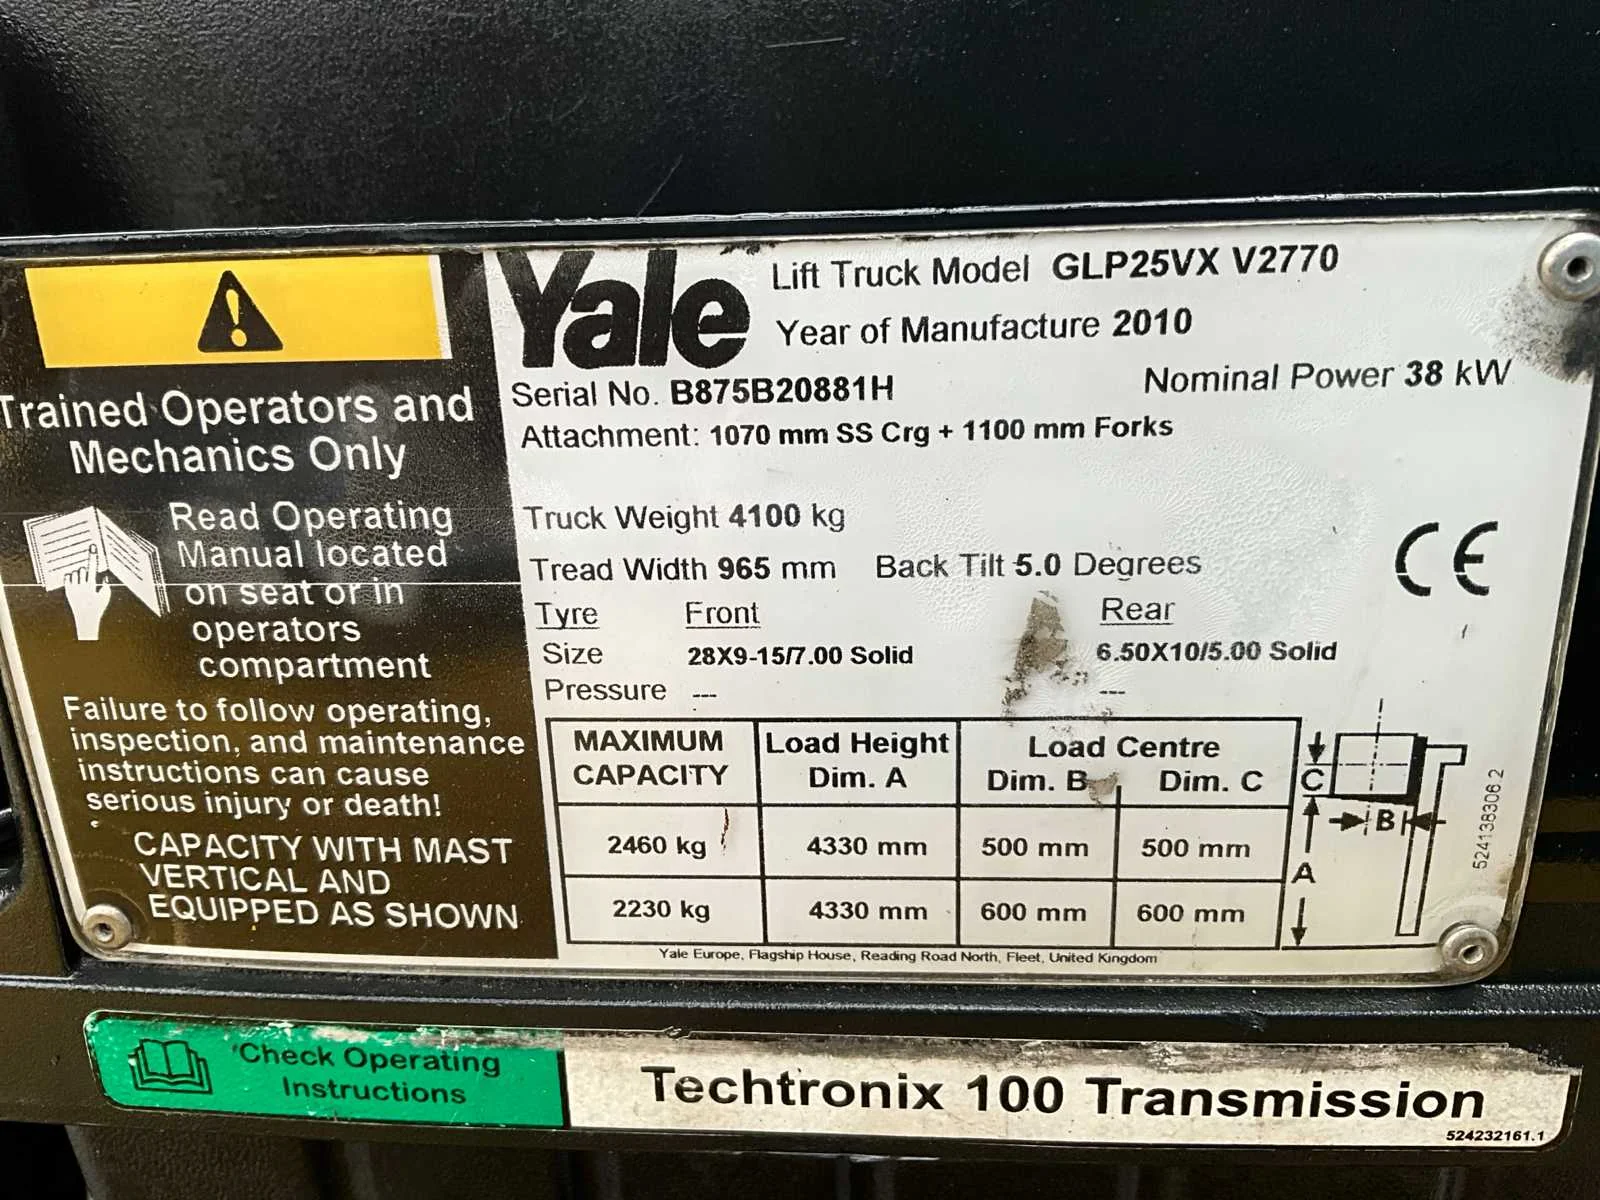 Trained Operators and
Mechanics Only
Read Operating
Manual located
on seat or in
operators
compartment
Failure to follow operating,
inspection, and maintenance
instructions can cause
serious injury or death!
CAPACITY WITH MAST
VERTICAL AND
EQUIPPED AS SHOWN
Yale
Lift Truck Model GLP25VX V2770
Year of Manufacture 2010
Serial No. B875B20881H
Nominal Power 38 kW
Attachment: 1070 mm SS Crg + 1100 mm Forks
Truck Weight 4100 kg
CE
Tread Width 965 mm Back Tilt 5.0 Degrees
Tyre Front Rear
Size 28X9-15/7.00 Solid 6.50X10/5.00 Solid
Pressure --- ---
MAXIMUM CAPACITY Load Height Dim. A Load Centre Dim. B Dim. C
2460 kg 4330 mm 500 mm 500 mm
2230 kg 4330 mm 600 mm 600 mm
C
B
A
524138306 2
Yale Europe, Flagship House, Reading Road North, Fleet, United Kingdom
Check Operating
Instructions
Techtronix 100 Transmission
524232161.1